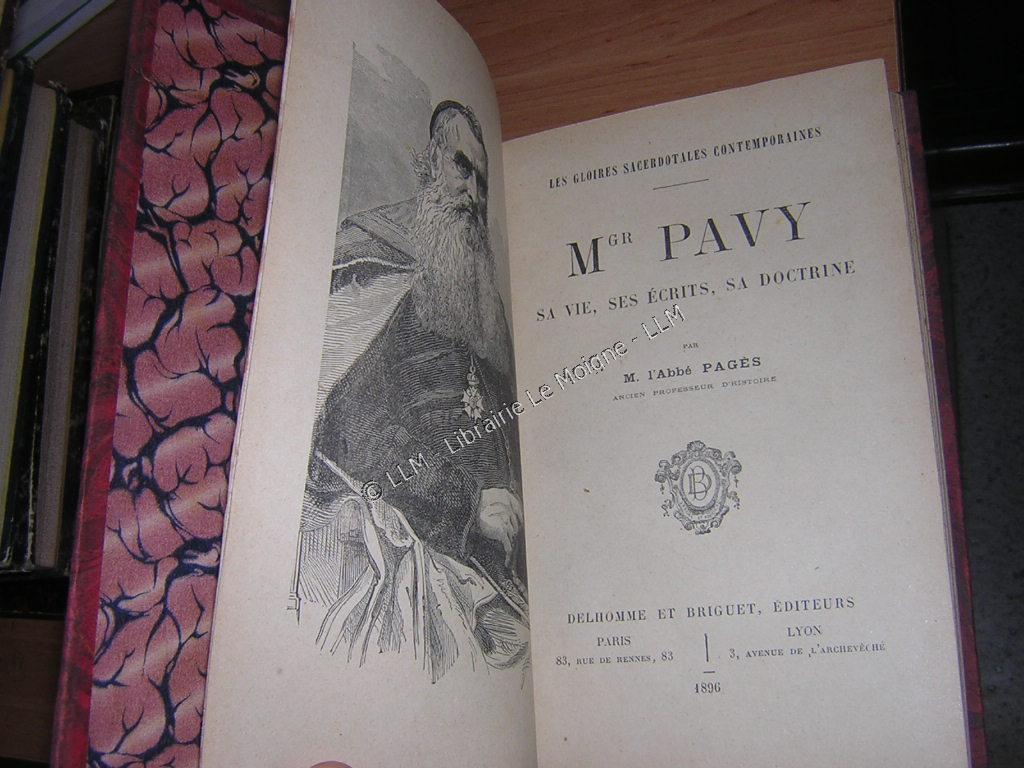 LES GLOIRES SACERDOTALES CONTEMPORAINES
MGR PAVY
SA VIE, SES ÉCRITS, SA DOCTRINE
PAR
M. l'Abbé PAGÈS
ANCIEN PROFESSEUR D'HISTOIRE
DB
DELHOMME ET BRIGUET, ÉDITEURS
PARIS
83, RUE DE RENNES, 83
LYON
3, AVENUE DE L'ARCHEVÊCHÉ
1896
© LLM - Librairie Le Moigne - LLM